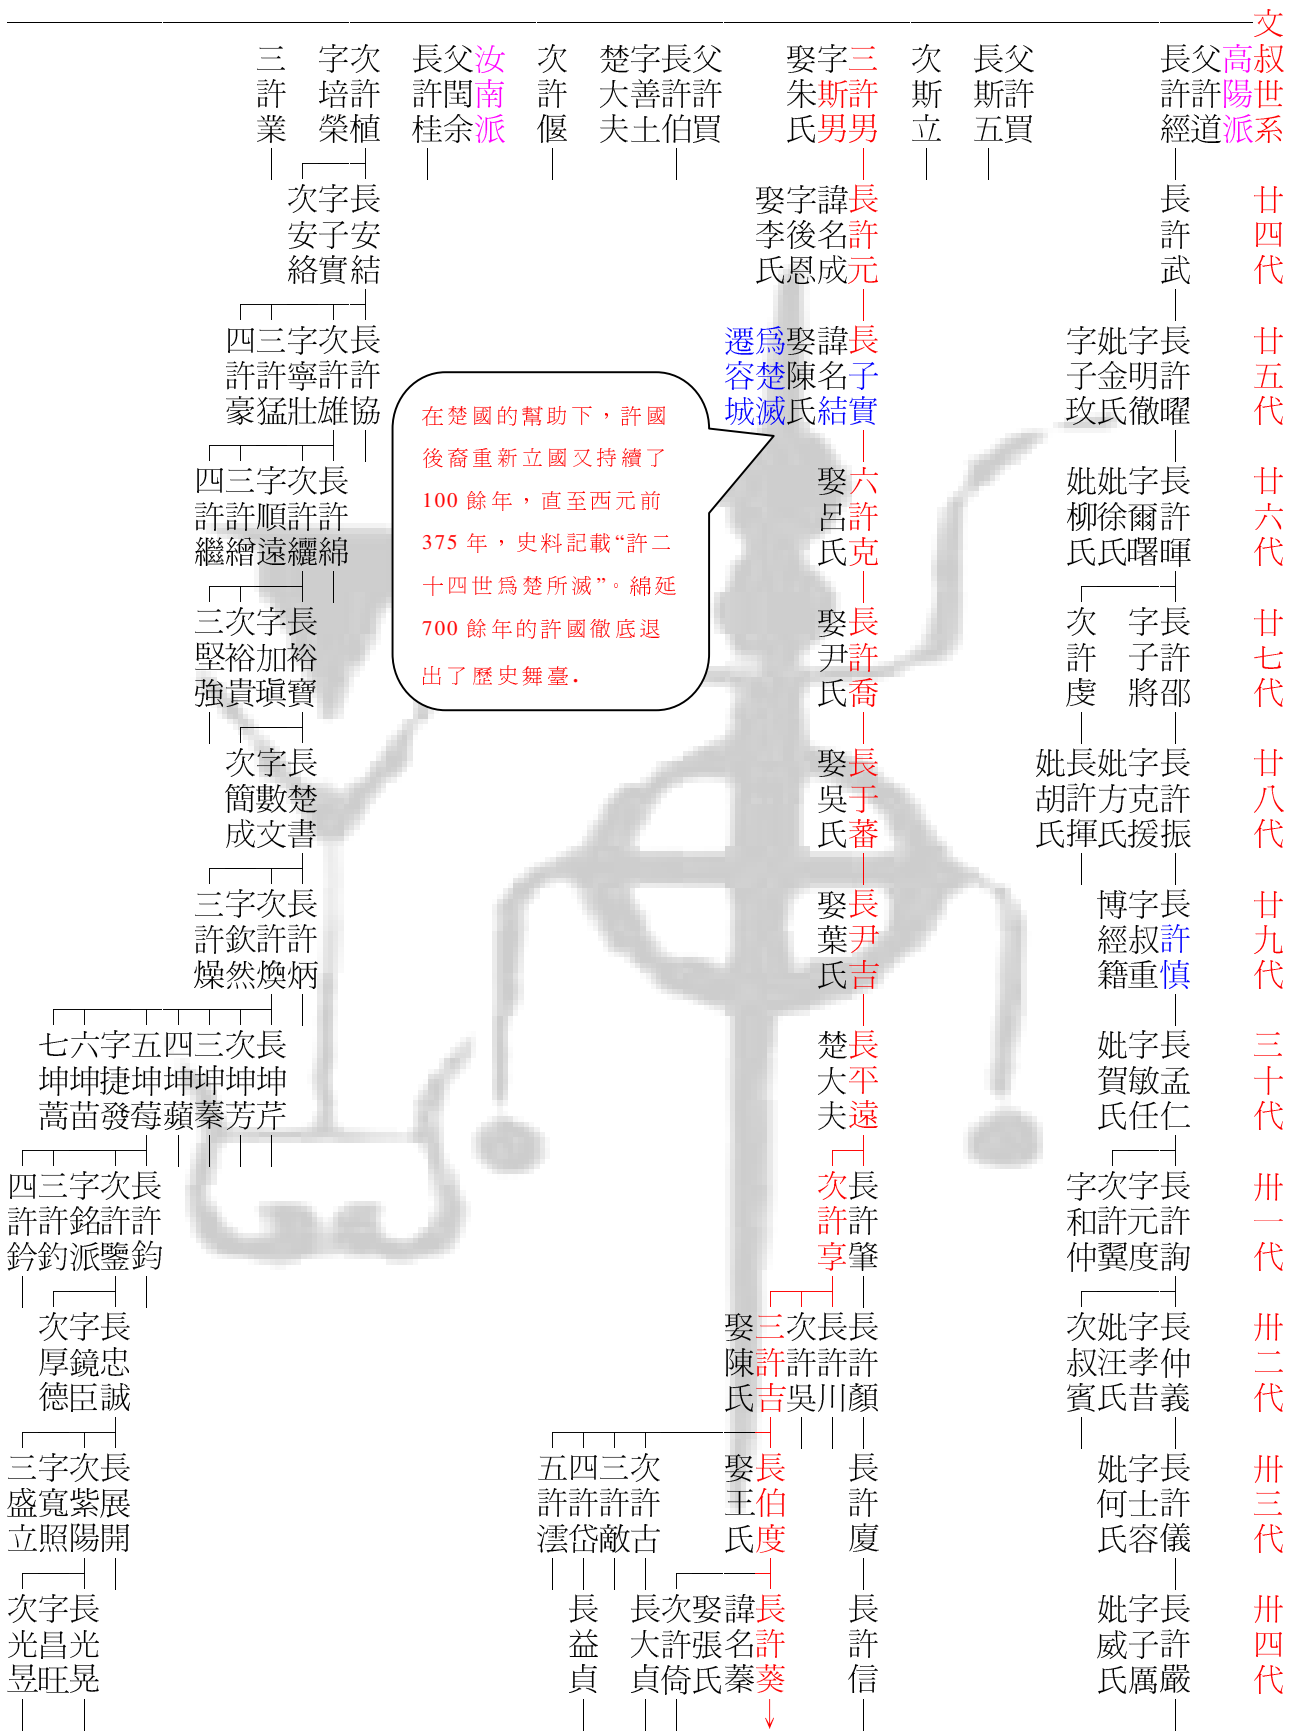 文叔世系
高陽派
父許道
長許經
父許買
長斯五
次斯立
三許男
字斯男
娶朱氏
父許買
長許伯
字善士
楚大夫
次許偃
汝南派
父閏余
長許桂
次許植
字培榮
三許業
廿四代
長許武
長許元
諱名成
字後恩
娶李氏
長安結
字子實
次安絡
廿五代
長許曜
字明徹
妣金氏
字子玫
長子實
諱名結
娶陳氏
爲楚滅
遷容城
長許協
次許雄
字寧壯
三許猛
四許豪
在楚國的幫助下，許國
後裔重新立國又持續了
100 餘年，直至西元前
375 年，史料記載“許二
十四世爲楚所滅”。綿延
700 餘年的許國徹底退
出了歷史舞臺.
廿六代
長許暉
字爾曙
妣徐氏
妣柳氏
六許克
娶呂氏
長許綿
次許纚
字順遠
三許繒
四許繼
廿七代
長許邵
字子將
次許虔
長許喬
娶尹氏
長裕寶
字加瑱
次裕貴
三堅強
廿八代
長許振
字克援
妣方氏
長許揮
妣胡氏
長于蕃
娶吳氏
長楚書
字數文
次簡成
廿九代
長許慎
字叔重
博經籍
長尹吉
娶葉氏
長許炳
次許煥
字欽然
三許燥
三十代
長孟仁
字敏任
妣賀氏
長平遠
楚大夫
長坤芹
次坤芳
三坤蓁
四坤蘋
五坤莓
字捷發
六坤苗
七坤蒿
卅一代
長許詢
字元度
次許翼
字和仲
長許肇
次許享
長許鈞
次許鑒
字銘派
三許釣
四許鈐
卅二代
長仲義
字孝昔
妣汪氏
次叔賓
長許顏
長許川
次許吳
三許吉
娶陳氏
長忠誠
字鏡臣
次厚德
卅三代
長許儀
字士容
妣何氏
長許廈
長伯度
娶王氏
次許古
三許敵
四許岱
五許澐
長展開
次紫陽
字寬照
三盛立
卅四代
長許嚴
字子厲
妣威氏
長許信
長許葵
諱名蓁
娶張氏
次許倚
長大貞
長益貞
長光晃
字昌旺
次光昱